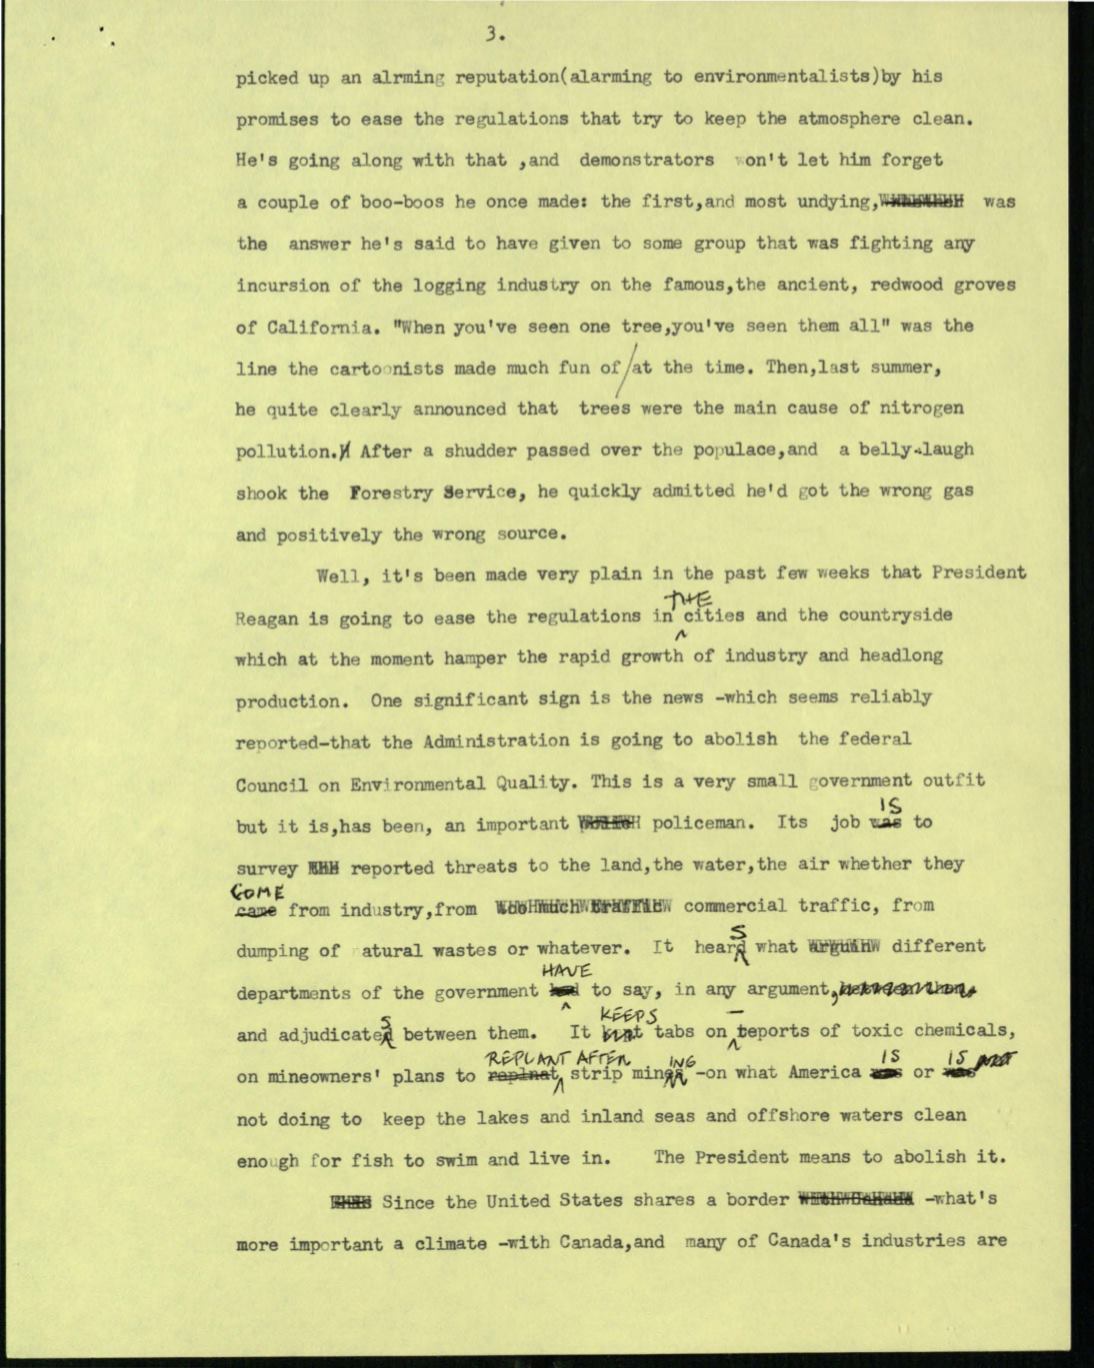 3.
picked up an alrming reputation(alarming to environmentalists)by his
promises to ease the regulations that try to keep the atmosphere clean.
He's going along with that ,and demonstrators won't let him forget
a couple of boo-boos he once made: the first,and most undying, was
the answer he's said to have given to some group that was fighting any
incursion of the logging industry on the famous,the ancient, redwood groves
of California. "When you've seen one tree,you've seen them all" was the
line the cartoonists made much fun of/at the time. Then,last summer,
he quite clearly announced that trees were the main cause of nitrogen
pollution. After a shudder passed over the populace,and a belly-laugh
shook the Forestry Service, he quickly admitted he'd got the wrong gas
and positively the wrong source.
Well, it's been made very plain in the past few weeks that President
THE
Reagan is going to ease the regulations in cities and the countryside
which at the moment hamper the rapid growth of industry and headlong
production. One significant sign is the news -which seems reliably
reported-that the Administration is going to abolish the federal
Council on Environmental Quality. This is a very small government outfit
IS
but it is,has been, an important policeman. Its job was to
survey reported threats to the land,the water,the air whether they
COME
came from industry,from commercial traffic, from
dumping of atural wastes or whatever. It hears what different
HAVE
departments of the government had to say, in any argument,
KEEPS
and adjudicates between them. It kept tabs on reports of toxic chemicals,
REPLANT AFTER ING IS IS
on mineowners' plans to replnat strip mining -on what America was or was
not doing to keep the lakes and inland seas and offshore waters clean
enough for fish to swim and live in. The President means to abolish it.
Since the United States shares a border -what's
more important a climate -with Canada,and many of Canada's industries are